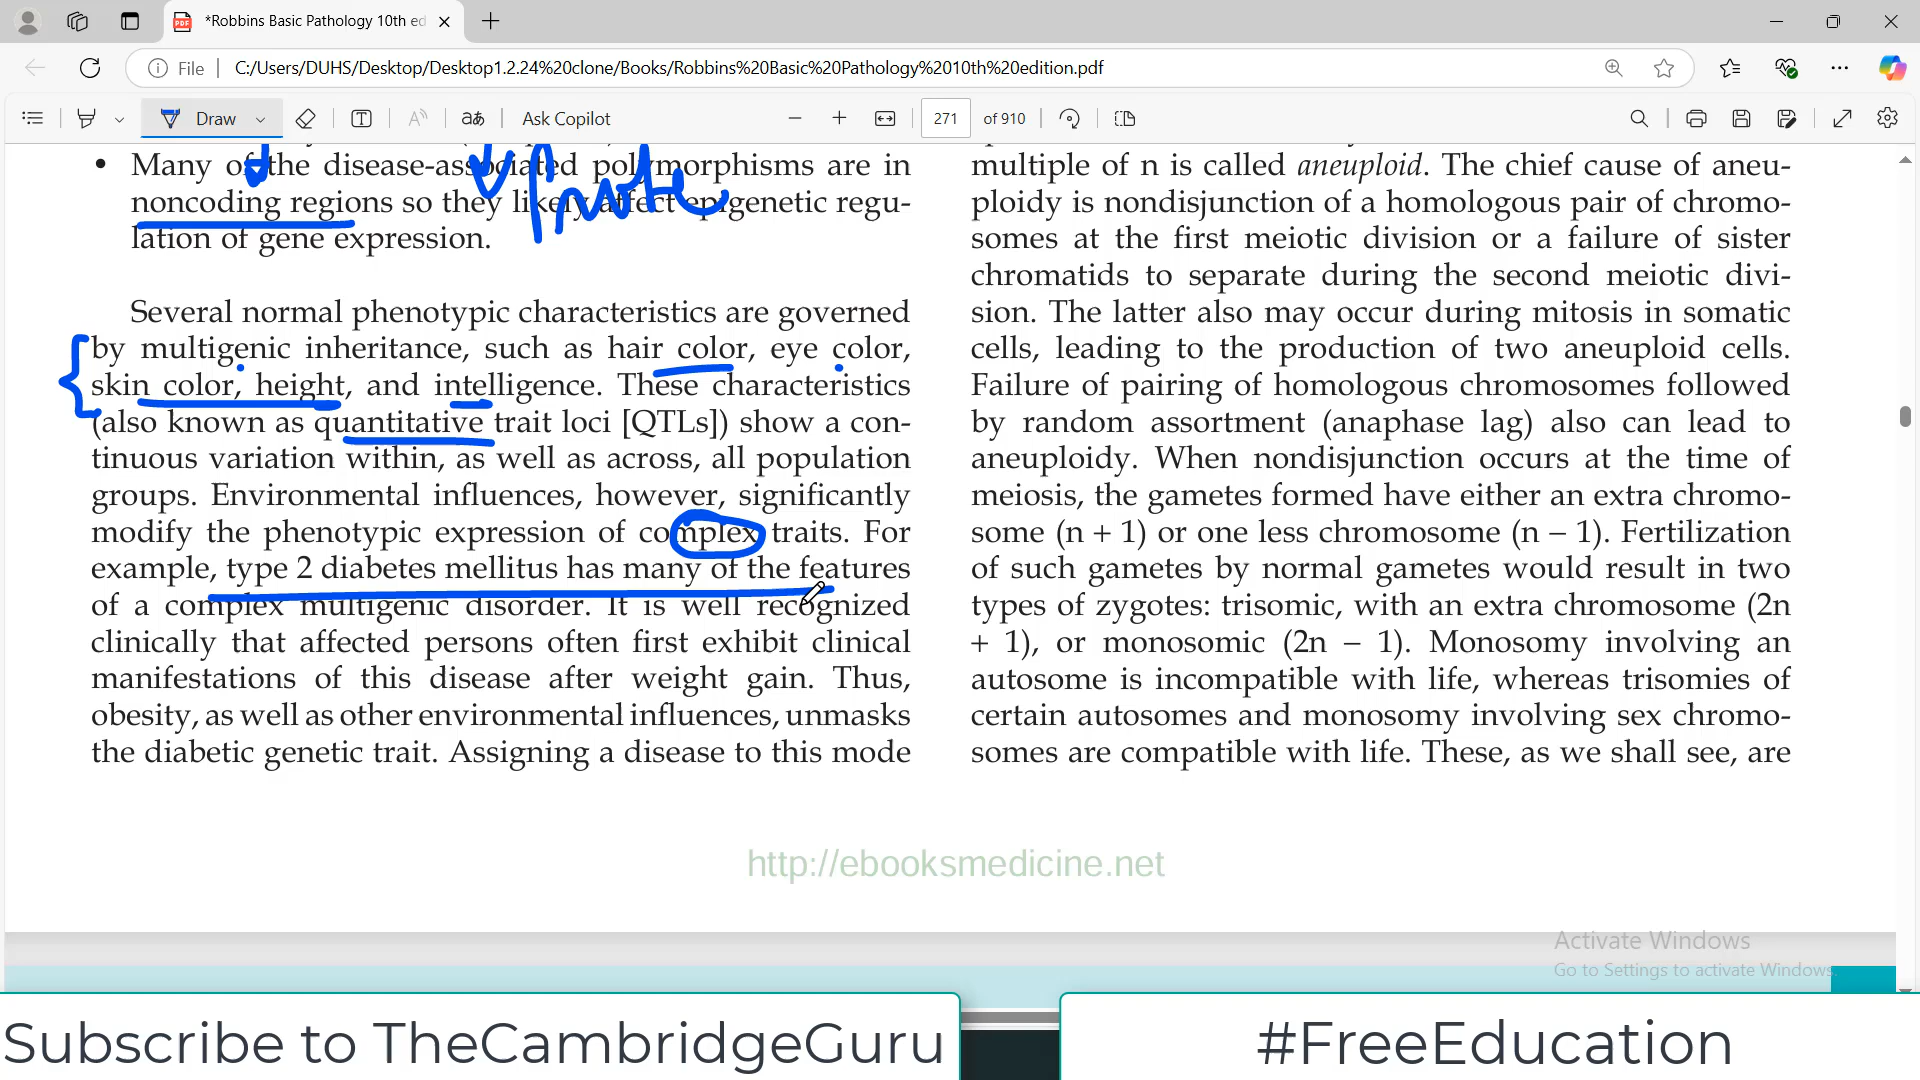 *Robbins Basic Pathology 10th ed
File
C:/Users/DUHS/Desktop/Desktop1.2.24%20clone/Books/Robbins%20Basic%20Pathology%2010th%20edition.pdf
Draw
Ask Copilot
271 of 910
• Many of the disease-associated polymorphisms are in
noncoding regions so they likely affect epigenetic regu-
lation of gene expression.
Several normal phenotypic characteristics are governed
by multigenic inheritance, such as hair color, eye color,
skin color, height, and intelligence. These characteristics
(also known as quantitative trait loci [QTLs]) show a con-
tinuous variation within, as well as across, all population
groups. Environmental influences, however, significantly
modify the phenotypic expression of complex traits. For
example, type 2 diabetes mellitus has many of the features
of a complex multigenic disorder. It is well recognized
clinically that affected persons often first exhibit clinical
manifestations of this disease after weight gain. Thus,
obesity, as well as other environmental influences, unmasks
the diabetic genetic trait. Assigning a disease to this mode
multiple of n is called aneuploid. The chief cause of aneu-
ploidy is nondisjunction of a homologous pair of chromo-
somes at the first meiotic division or a failure of sister
chromatids to separate during the second meiotic divi-
sion. The latter also may occur during mitosis in somatic
cells, leading to the production of two aneuploid cells.
Failure of pairing of homologous chromosomes followed
by random assortment (anaphase lag) also can lead to
aneuploidy. When nondisjunction occurs at the time of
meiosis, the gametes formed have either an extra chromo-
some (n + 1) or one less chromosome (n − 1). Fertilization
of such gametes by normal gametes would result in two
types of zygotes: trisomic, with an extra chromosome (2n
+ 1), or monosomic (2n − 1). Monosomy involving an
autosome is incompatible with life, whereas trisomies of
certain autosomes and monosomy involving sex chromo-
somes are compatible with life. These, as we shall see, are
http://ebooksmedicine.net
Activate Windows
Go to Settings to activate Windows.
Subscribe to TheCambridgeGuru
#FreeEducation